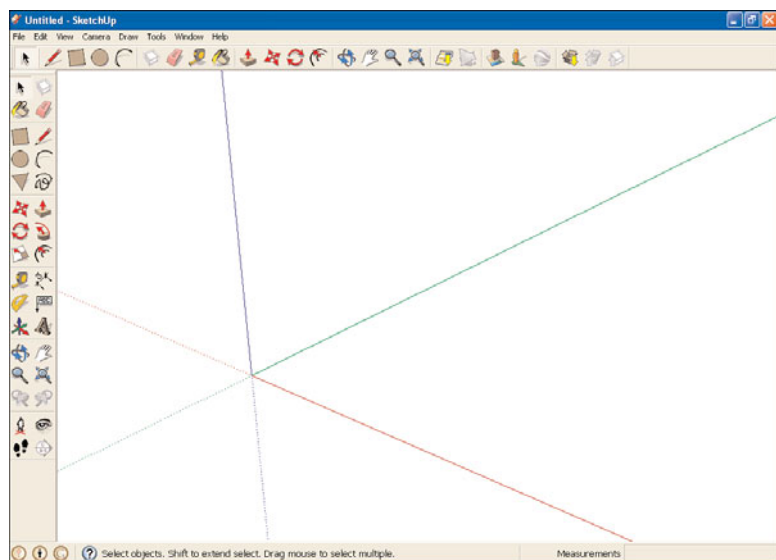 Untitled - SketchUp
File Edit View Camera Draw Tools Window Help
Select objects. Shift to extend select. Drag mouse to select multiple. Measurements